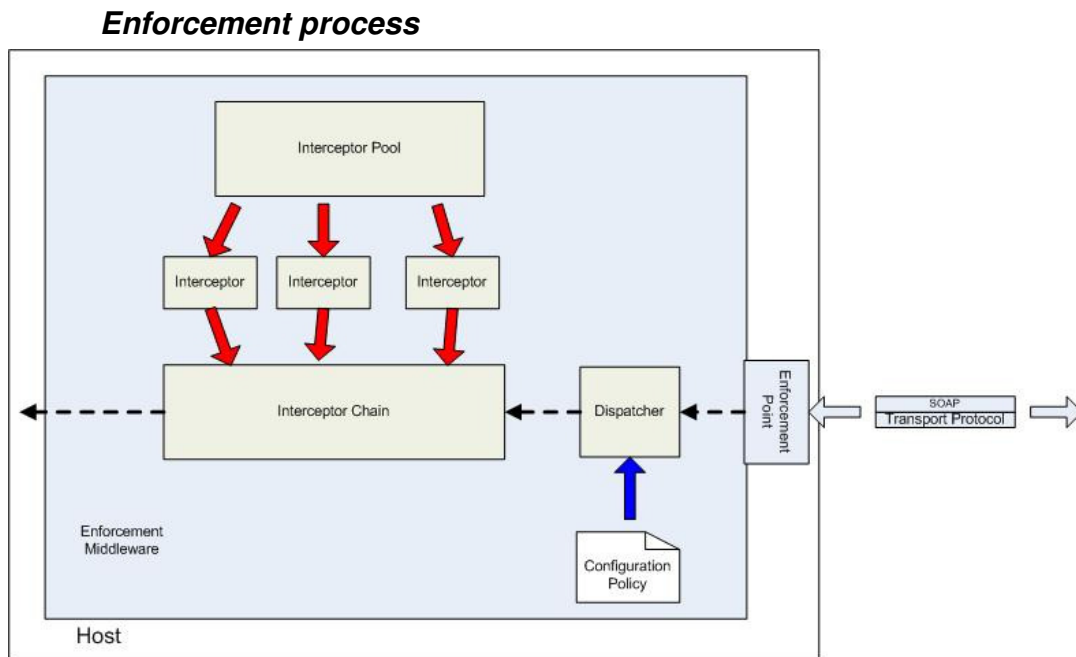 Enforcement process
Interceptor Pool
Interceptor
Interceptor
Interceptor
Interceptor Chain
Dispatcher
Enforcement
Point
SOAP
Transport Protocol
Enforcement
Middleware
Configuration
Policy
Host